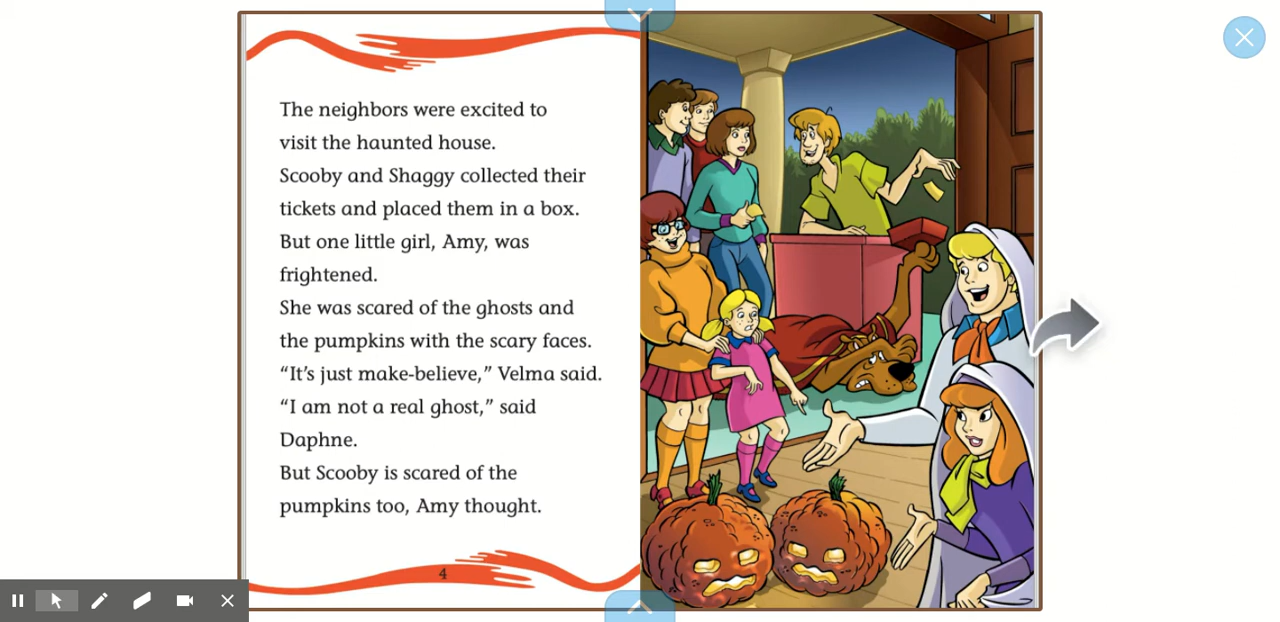 The neighbors were excited to
visit the haunted house.
Scooby and Shaggy collected their
tickets and placed them in a box.
But one little girl, Amy, was
frightened.
She was scared of the ghosts and
the pumpkins with the scary faces.
“It’s just make-believe,” Velma said.
“I am not a real ghost,” said
Daphne.
But Scooby is scared of the
pumpkins too, Amy thought.
4